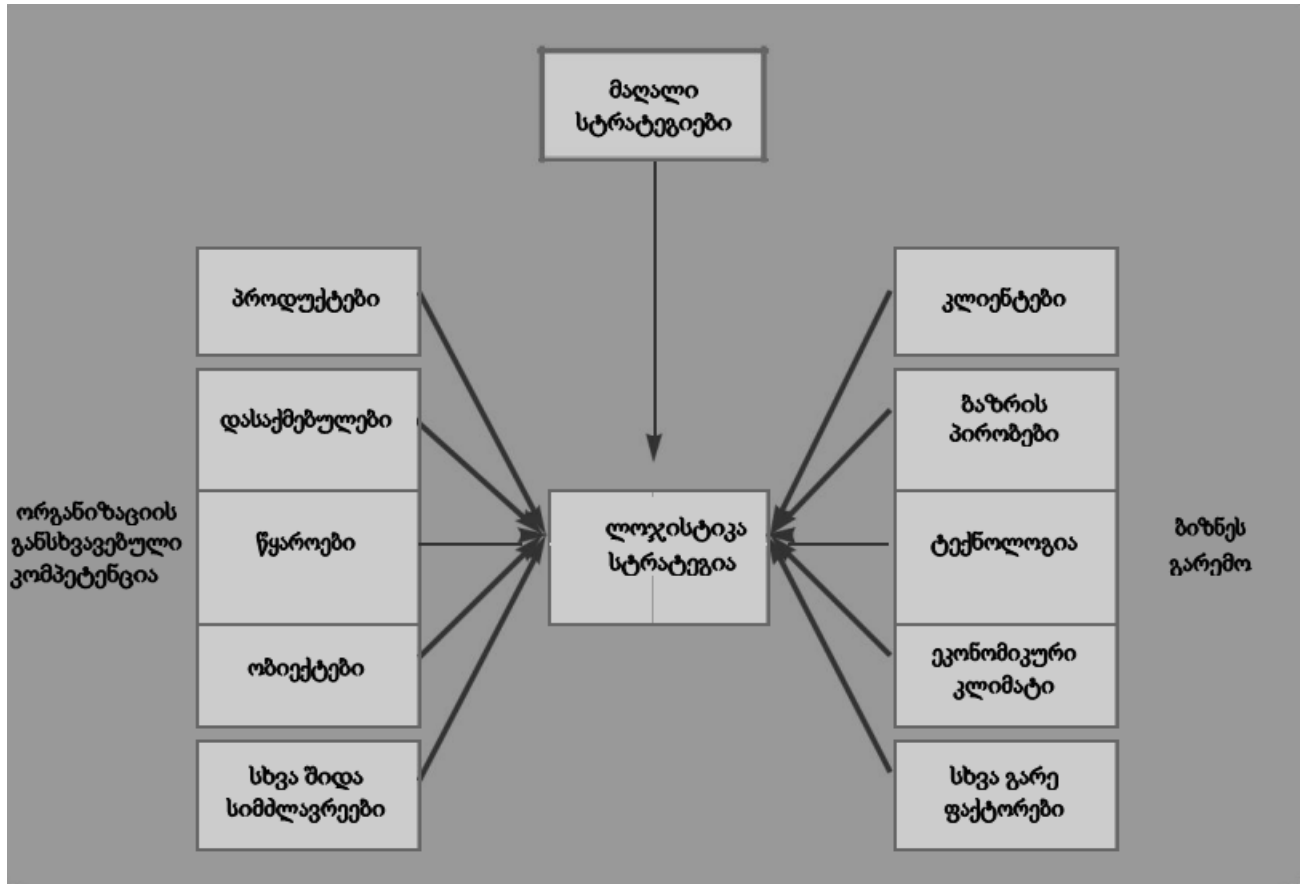 მაღალი
სტრატეგიები
პროდუქტები
დასაქმებულები
წყაროები
ობიექტები
სხვა შიდა
სიმძლავრეები
ორგანიზაციის
განსხვავებული
კომპეტენცია
ლოჯისტიკა
სტრატეგია
კლიენტები
ბაზრის
პირობები
ტექნოლოგია
ეკონომიკური
კლიმატი
სხვა გარე
ფაქტორები
ბიზნეს
გარემო